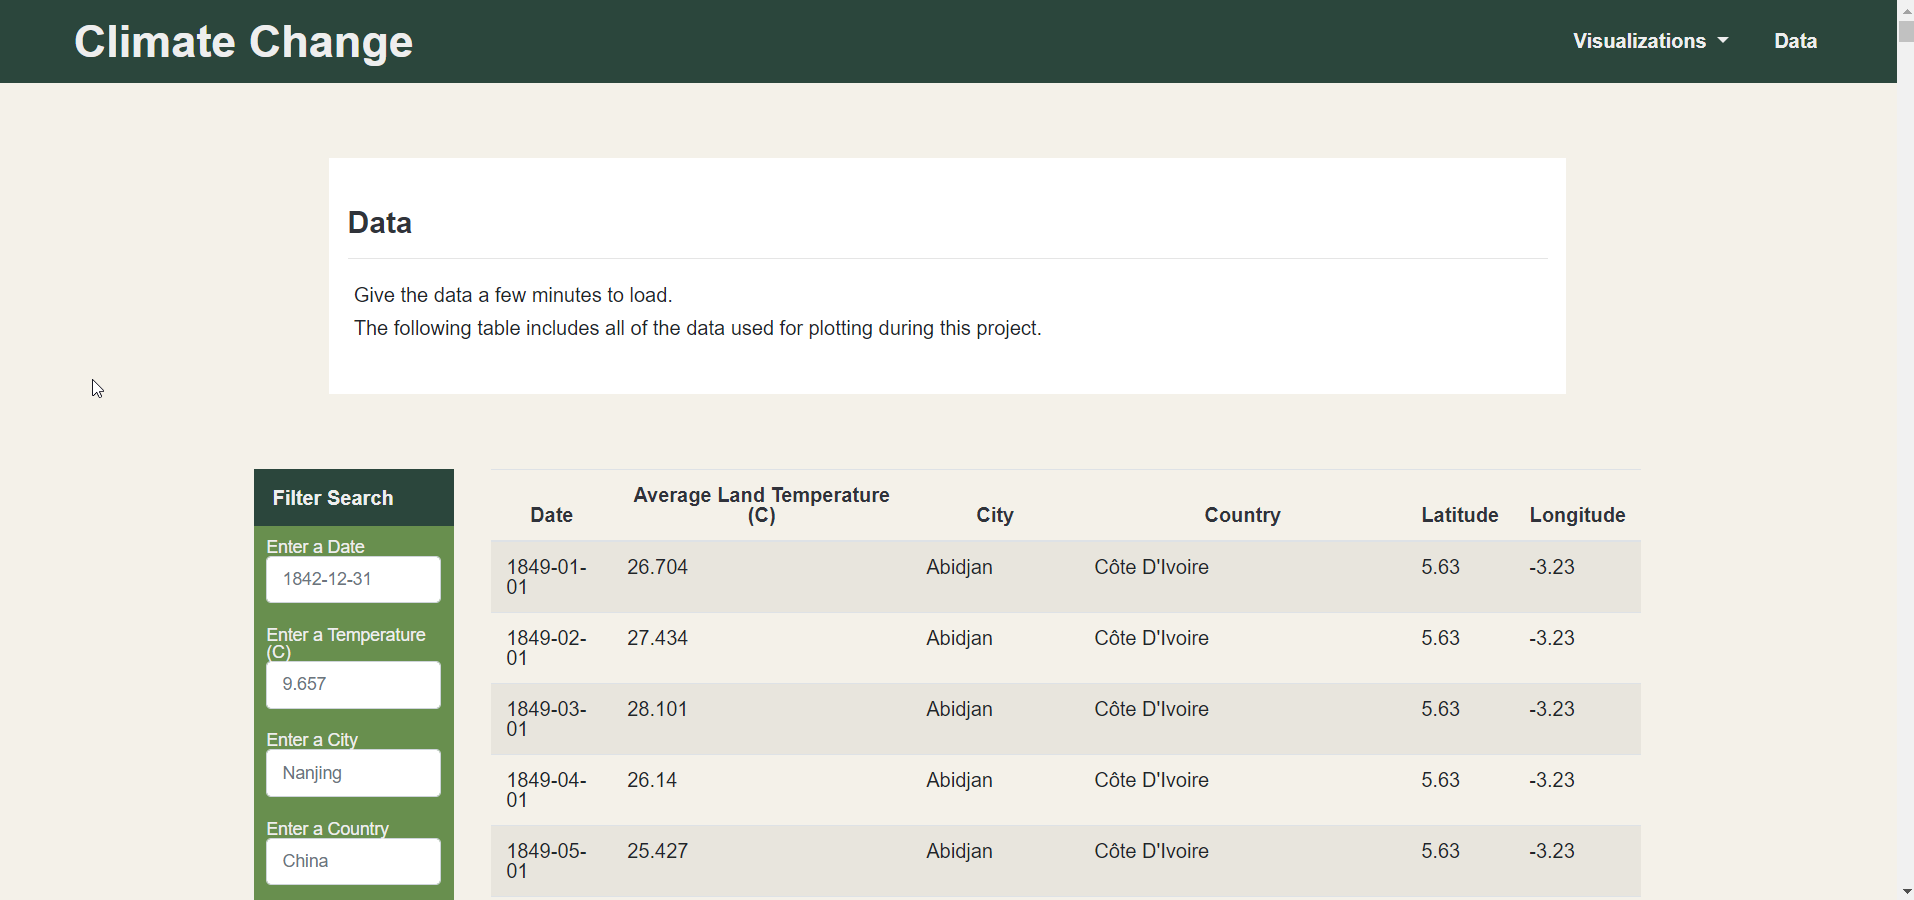 Climate Change
Visualizations
Data
Data
Give the data a few minutes to load.
The following table includes all of the data used for plotting during this project.
Filter Search
Enter a Date
1842-12-31
Enter a Temperature
(C)
9.657
Enter a City
Nanjing
Enter a Country
China
Date Average Land Temperature (C) City Country Latitude Longitude
1849-01-01 26.704 Abidjan Côte D'Ivoire 5.63 -3.23
1849-02-01 27.434 Abidjan Côte D'Ivoire 5.63 -3.23
1849-03-01 28.101 Abidjan Côte D'Ivoire 5.63 -3.23
1849-04-01 26.14 Abidjan Côte D'Ivoire 5.63 -3.23
1849-05-01 25.427 Abidjan Côte D'Ivoire 5.63 -3.23